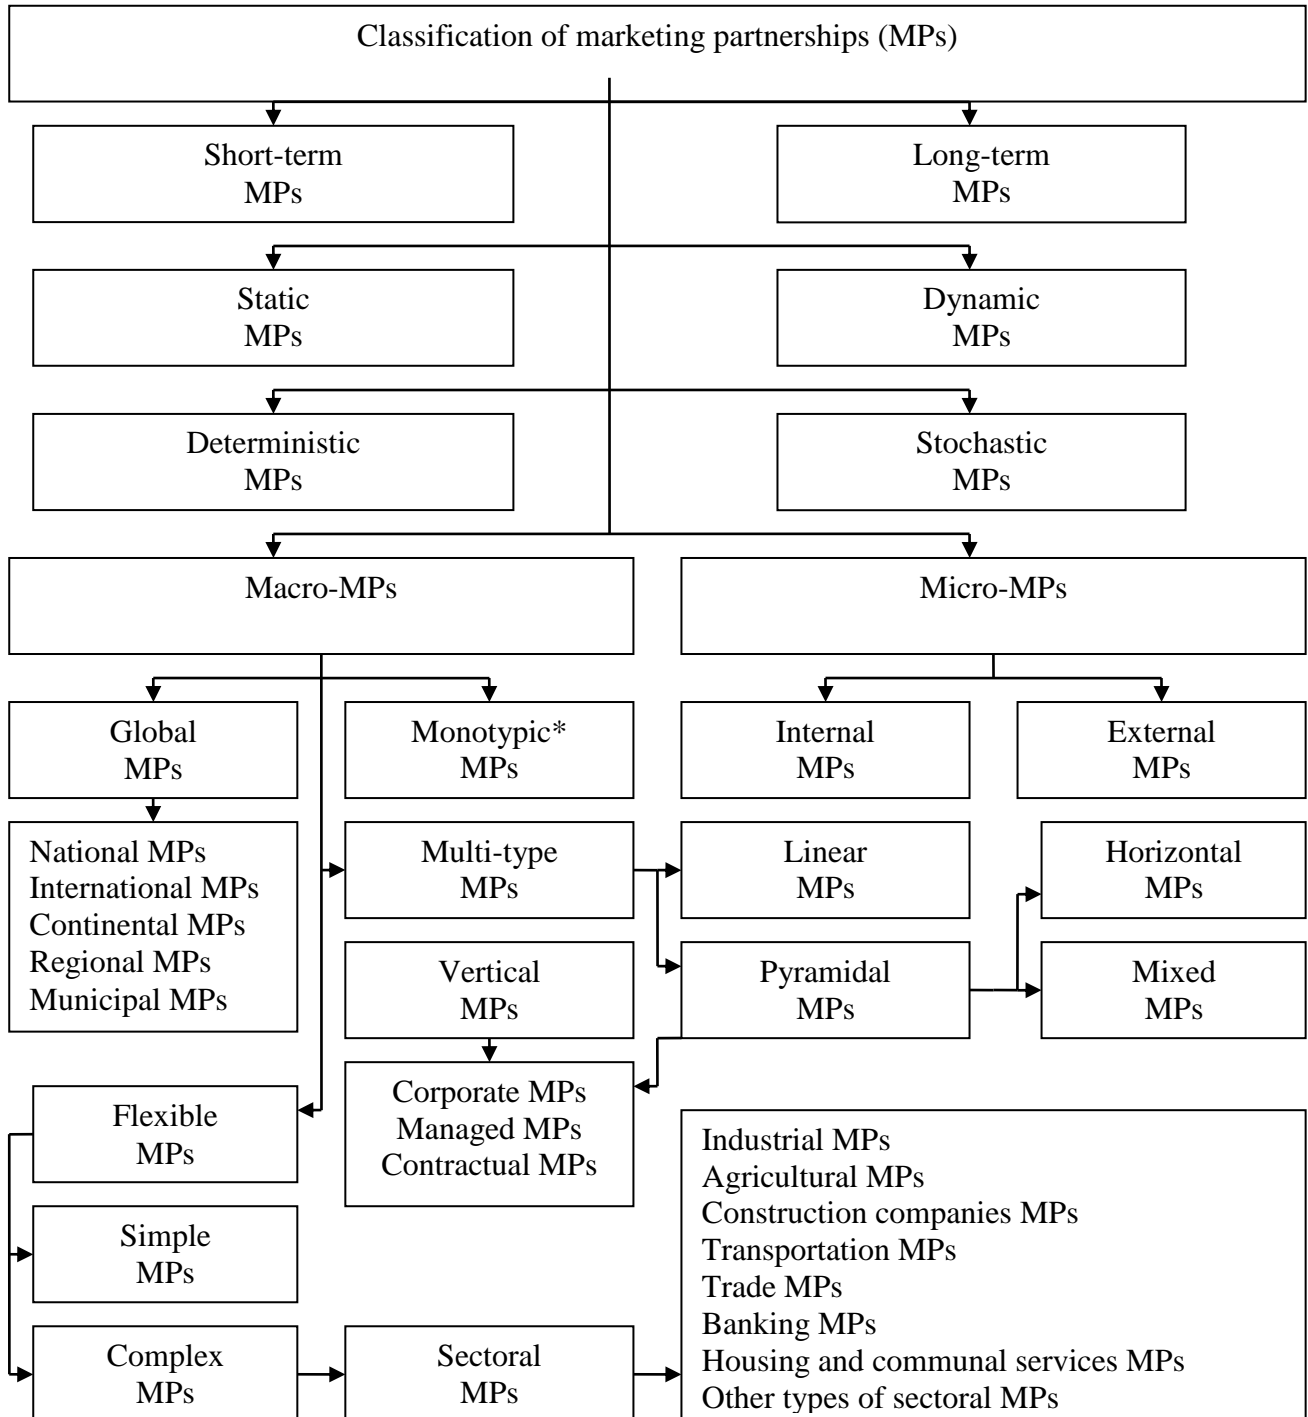 Classification of marketing partnerships (MPs)
Short-term
MPs
Long-term
MPs
Static
MPs
Dynamic
MPs
Deterministic
MPs
Stochastic
MPs
Macro-MPs
Micro-MPs
Global
MPs
Monotypic*
MPs
Internal
MPs
External
MPs
National MPs
International MPs
Continental MPs
Regional MPs
Municipal MPs
Multi-type
MPs
Linear
MPs
Horizontal
MPs
Vertical
MPs
Pyramidal
MPs
Mixed
MPs
Corporate MPs
Managed MPs
Contractual MPs
Flexible
MPs
Simple
MPs
Complex
MPs
Sectoral
MPs
Industrial MPs
Agricultural MPs
Construction companies MPs
Transportation MPs
Trade MPs
Banking MPs
Housing and communal services MPs
Other types of sectoral MPs